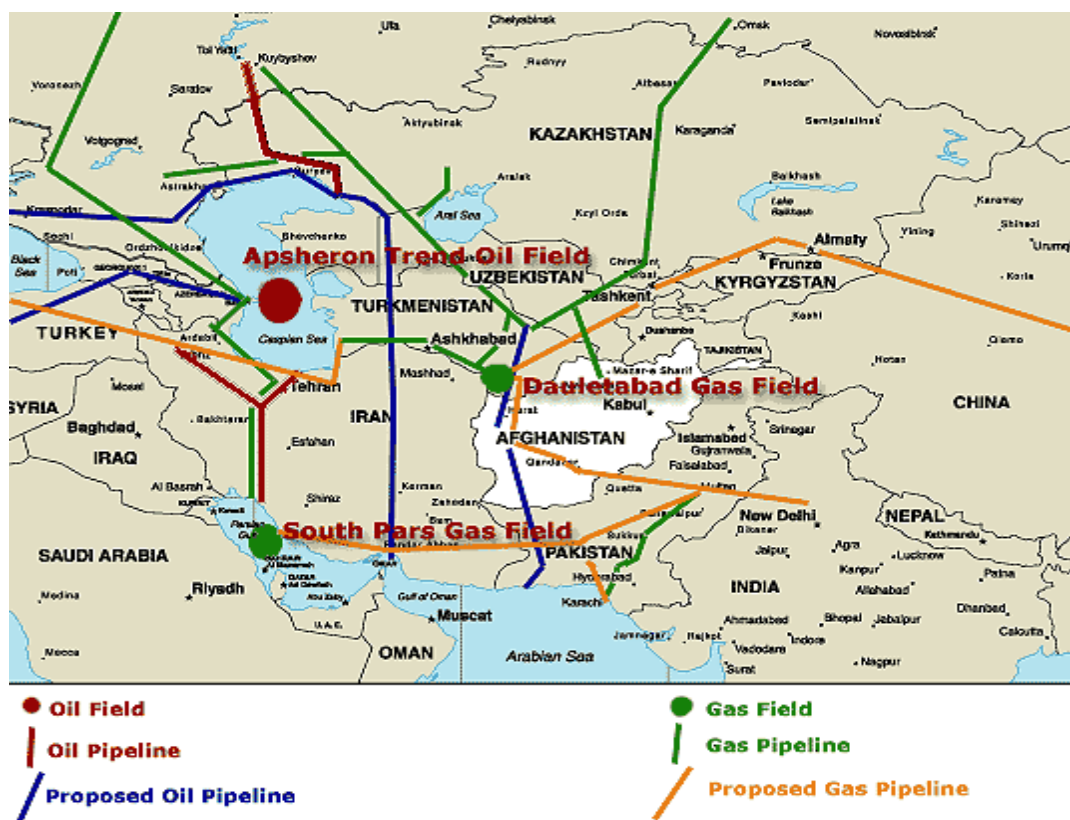 Ufa
Chelyabinsk
Omsk
Novosibirsk
Kuybyshev
Rudnyy
Voronezh
Saratov
Pavlodar
Aktyubinsk
KAZAKHSTAN
Karaganda
Semipalatinsk
Volgograd
Astrakhan
Aralsk
Balkhash
Lake
Balkhash
Karamay
Aral Sea
Kzyl Orda
Shevchenko
Yining
Almaty
Black
Sea
Poti
Apsheron Trend Oil Field
UZBEKISTAN
Chimkent
Frunze
KYRGYZSTAN
Korla
TURKMENISTAN
Tashkent
Kashi
TURKEY
Ardabil
Caspian Sea
Ashkhabad
Dushanbe
TAJIKISTAN
Hotan
Mosul
Tehran
Mashhad
Mazar-e Sharif
Dauletabad Gas Field
SYRIA
Bakhtaran
IRAN
Herat
Kabul
CHINA
Baghdad
Esfahan
AFGHANISTAN
Islamabad
Srinagar
IRAQ
Gujranwala
Qandahar
Faisalabad
Al Basrah
Shiraz
Kerman
Zahedan
Quetta
Multan
KUWAIT
New Delhi
NEPAL
South Pars Gas Field
Bikaner
Kathmandu
Sukkur
SAUDI ARABIA
Bandar Abbas
PAKISTAN
Jaipur
Agra
Lucknow
Riyadh
Hyderabad
INDIA
Kanpur
Patna
Medina
Gulf of Oman
Karachi
Allahabad
Muscat
Ahmadabad
Bhopal
Jabalpur
Dhanbad
U.A.E.
Jamnagar
Rajkot
Indore
Calcutta
Mecca
OMAN
Arabian Sea
Vadodara
Surat
Nagpur
Oil Field
Gas Field
Oil Pipeline
Gas Pipeline
Proposed Oil Pipeline
Proposed Gas Pipeline